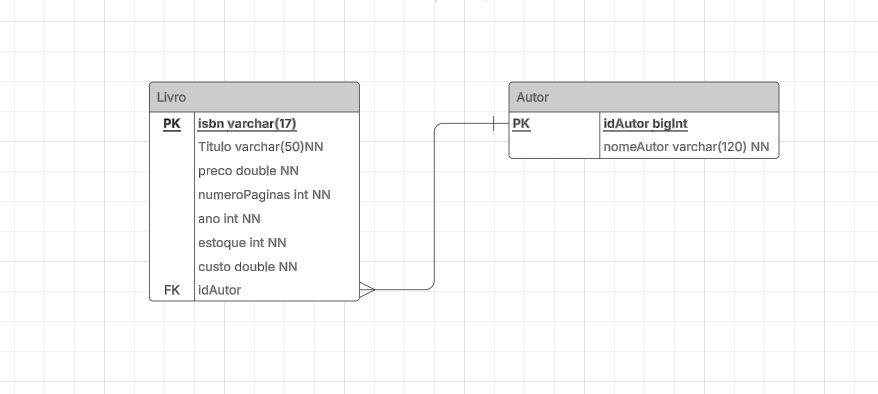 Livro
PK isbn varchar(17)
Titulo varchar(50)NN
preco double NN
numeroPaginas int NN
ano int NN
estoque int NN
custo double NN
FK idAutor
Autor
PK idAutor bigInt
nomeAutor varchar(120) NN